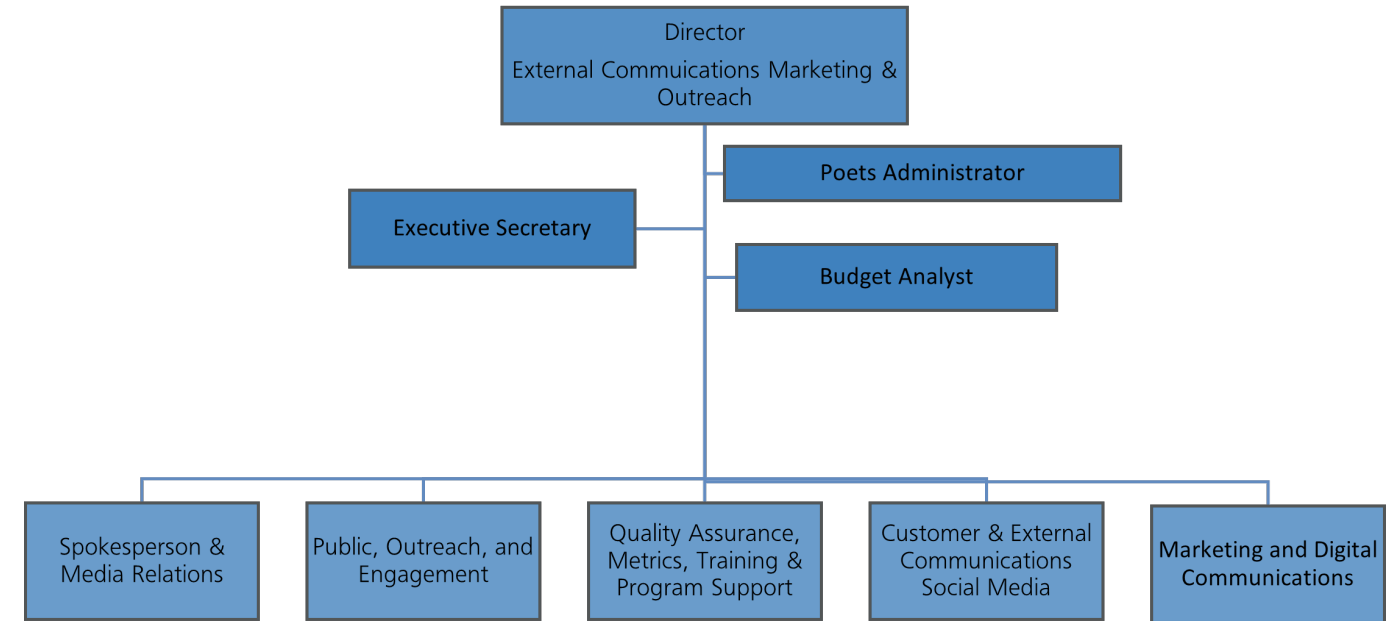 Director
External Commuications Marketing &
Outreach
Poets Administrator
Executive Secretary
Budget Analyst
Spokesperson &
Media Relations
Public, Outreach, and
Engagement
Quality Assurance,
Metrics, Training &
Program Support
Customer & External
Communications
Social Media
Marketing and Digital
Communications